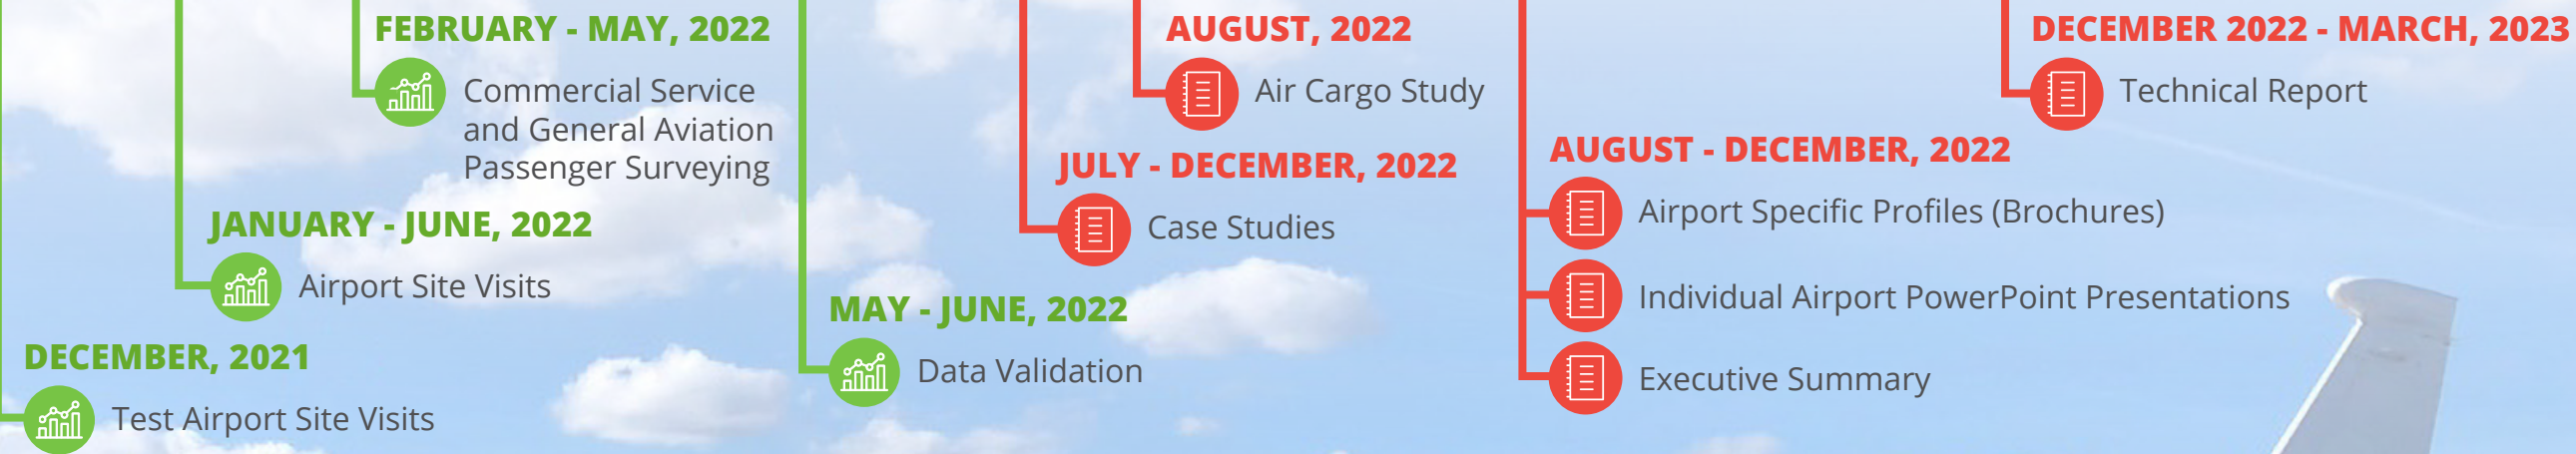 FEBRUARY - MAY, 2022
Commercial Service
and General Aviation
Passenger Surveying
JANUARY - JUNE, 2022
Airport Site Visits
DECEMBER, 2021
Test Airport Site Visits
MAY - JUNE, 2022
Data Validation
AUGUST, 2022
Air Cargo Study
JULY - DECEMBER, 2022
Case Studies
AUGUST - DECEMBER, 2022
Airport Specific Profiles (Brochures)
Individual Airport PowerPoint Presentations
Executive Summary
DECEMBER 2022 - MARCH, 2023
Technical Report